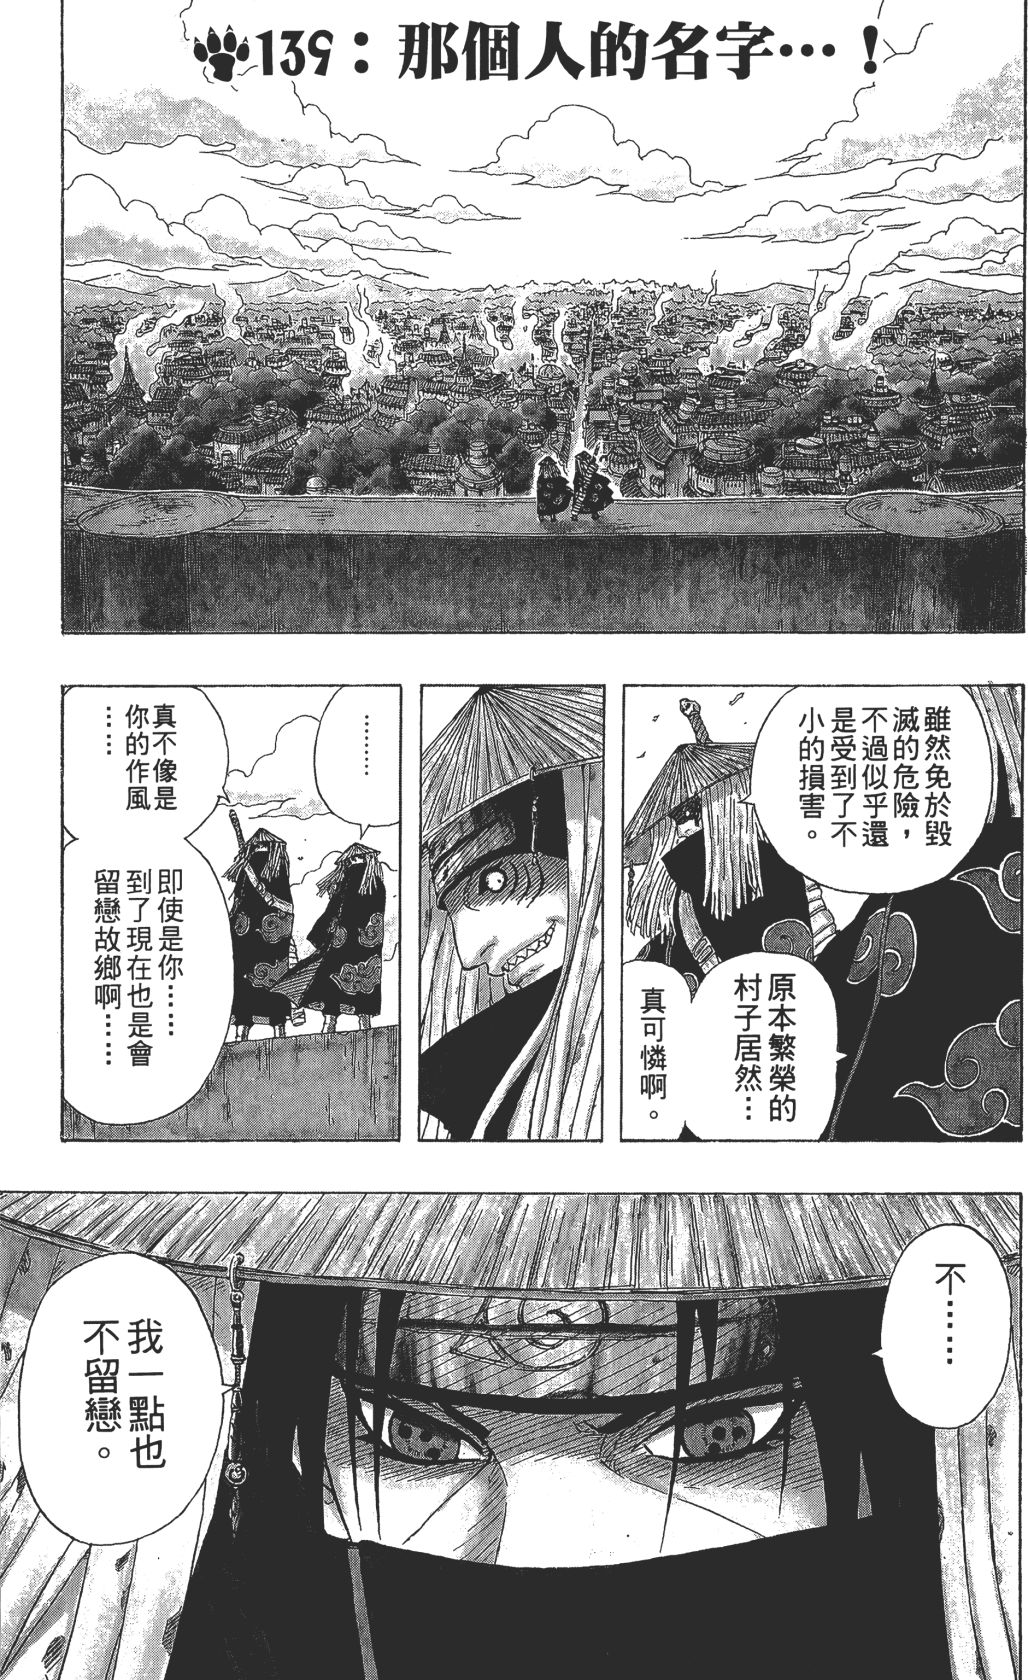 139：那個人的名字…！
雖然免於毀
滅的危險，
不過似乎還
是受到了不
小的損害。
原本繁榮的
村子居然…
真可憐啊。
………
真不像是
你的作風
……
即使是你……
到了現在也是會
留戀故鄉啊……
不……
我一點也
不留戀。